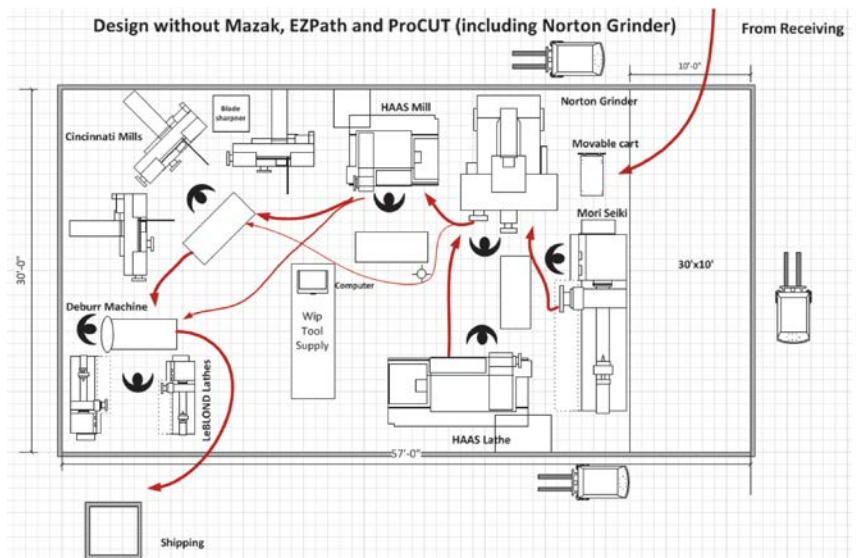 Design without Mazak, EZPath and ProCUT (including Norton Grinder)
From Receiving
10'-0"
HAAS Mill
Norton Grinder
Blade
sharpner
Cincinnati Mills
Movable cart
Mori Seiki
30'-0"
30'x10'
Computer
Deburr Machine
Wip
Tool
Supply
LeBLOND Lathes
HAAS Lathe
57'-0"
Shipping